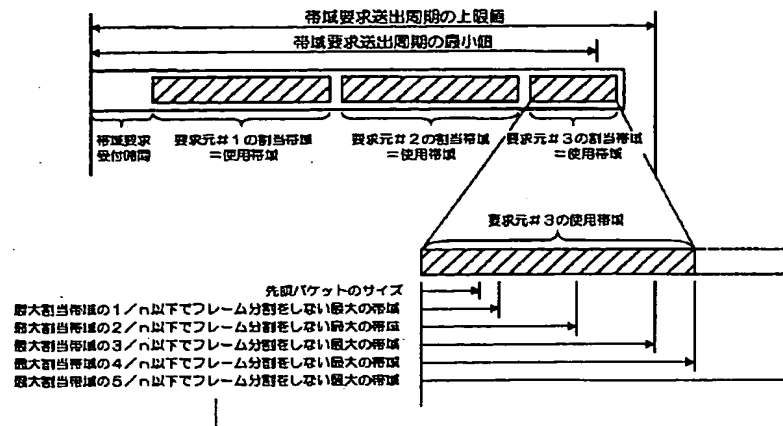 帯域要求送出周期の上限値
帯域要求送出周期の最小値
帯域要求
受付時間
要求元#1の割当帯域
=使用帯域
要求元#2の割当帯域
=使用帯域
要求元#3の割当帯域
=使用帯域
要求元#3の使用帯域
先頭パケットのサイズ
最大割当帯域の1/n以下でフレーム分割をしない最大の帯域
最大割当帯域の2/n以下でフレーム分割をしない最大の帯域
最大割当帯域の3/n以下でフレーム分割をしない最大の帯域
最大割当帯域の4/n以下でフレーム分割をしない最大の帯域
最大割当帯域の5/n以下でフレーム分割をしない最大の帯域